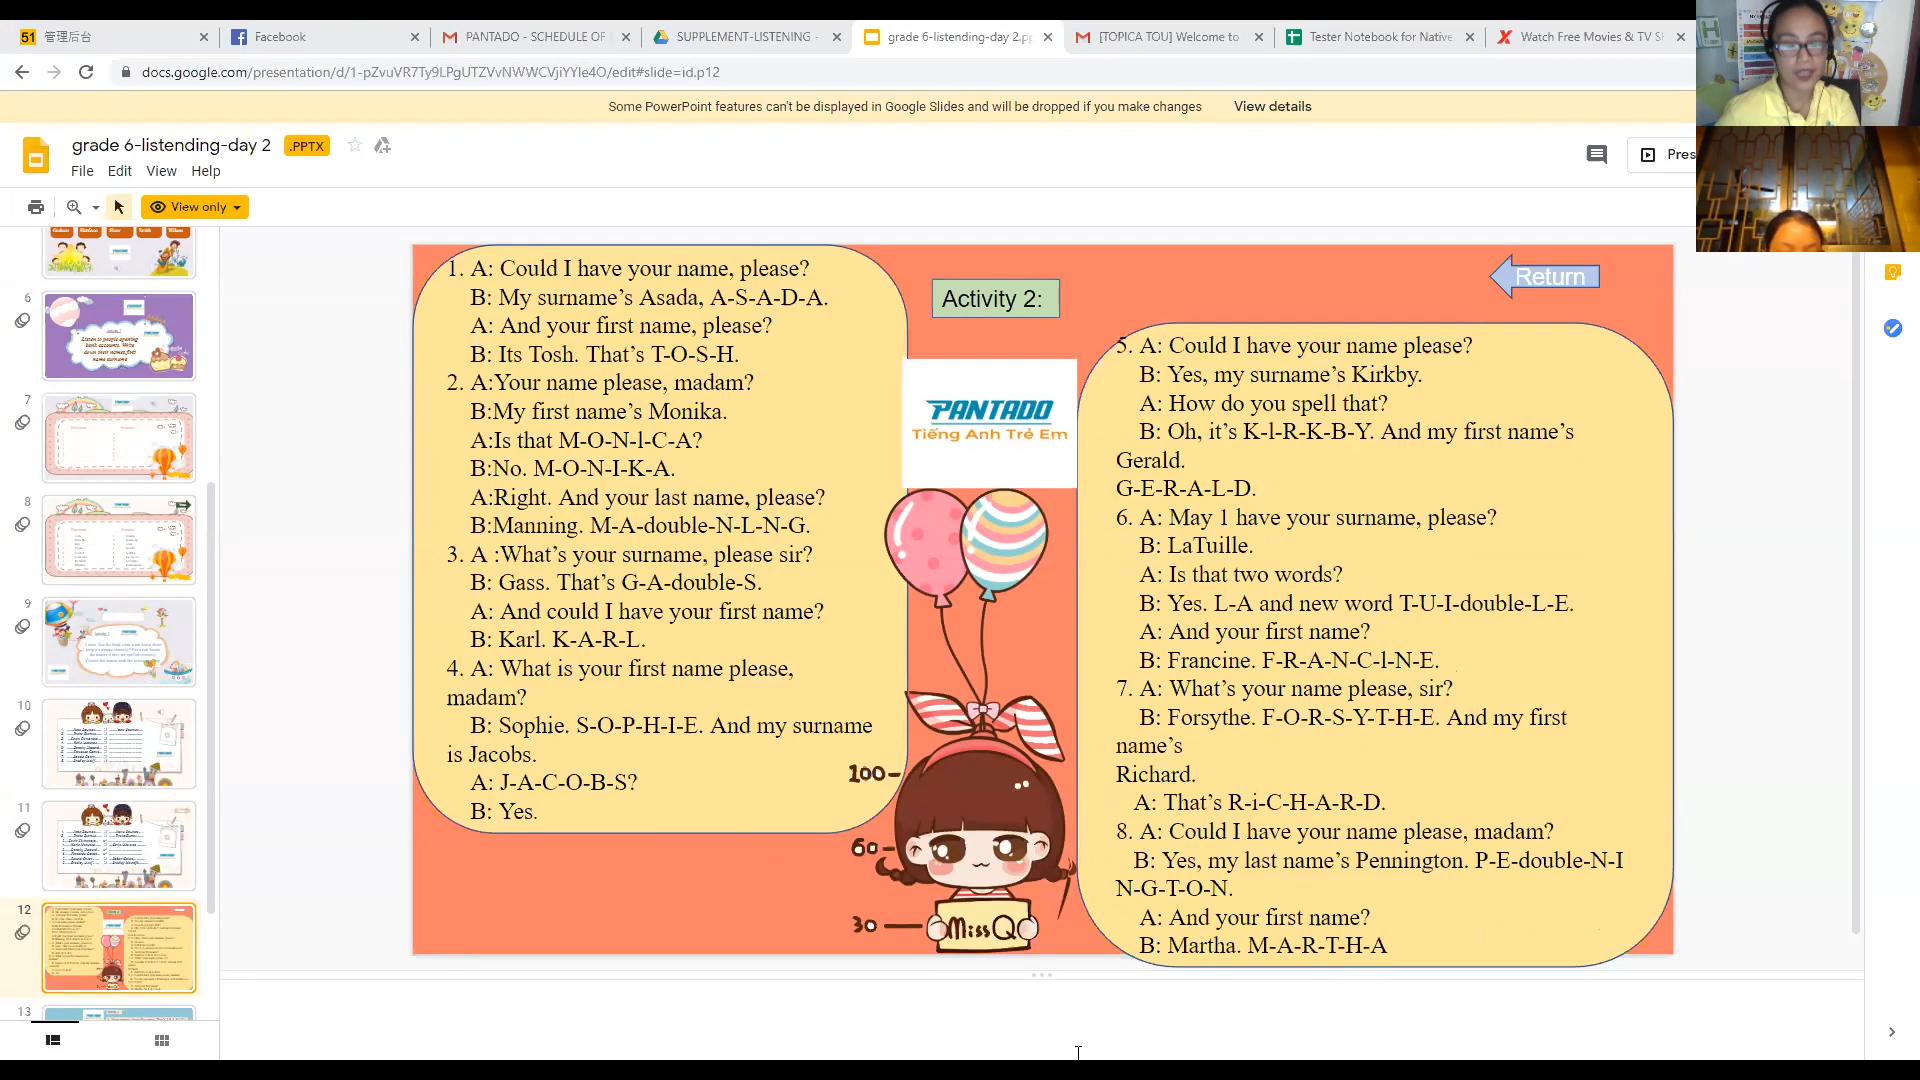 51 管理后台
Facebook
PANTADO - SCHEDULE OF
SUPPLEMENT-LISTENING -
grade 6-listending-day 2.pp
[TOPICA TOU] Welcome to
Tester Notebook for Native
Watch Free Movies & TV S
docs.google.com/presentation/d/1-pZvuVR7Ty9LPgUTZVvNWWCVjiYYle4O/edit#slide=id.p12
Some PowerPoint features can't be displayed in Google Slides and will be dropped if you make changes View details
grade 6-listending-day 2 .PPTX
File Edit View Help
Pres
View only
6
7
8
9
10
11
12
13
1. A: Could I have your name, please?
B: My surname's Asada, A-S-A-D-A.
A: And your first name, please?
B: Its Tosh. That's T-O-S-H.
2. A:Your name please, madam?
B:My first name's Monika.
A:Is that M-O-N-l-C-A?
B:No. M-O-N-I-K-A.
A:Right. And your last name, please?
B:Manning. M-A-double-N-L-N-G.
3. A :What's your surname, please sir?
B: Gass. That's G-A-double-S.
A: And could I have your first name?
B: Karl. K-A-R-L.
4. A: What is your first name please,
madam?
B: Sophie. S-O-P-H-I-E. And my surname
is Jacobs.
A: J-A-C-O-B-S?
B: Yes.
Activity 2:
Return
PANTADO
Tiếng Anh Trẻ Em
100
60
30
MissQ
5. A: Could I have your name please?
B: Yes, my surname's Kirkby.
A: How do you spell that?
B: Oh, it's K-l-R-K-B-Y. And my first name's
Gerald.
G-E-R-A-L-D.
6. A: May 1 have your surname, please?
B: LaTuille.
A: Is that two words?
B: Yes. L-A and new word T-U-I-double-L-E.
A: And your first name?
B: Francine. F-R-A-N-C-l-N-E.
7. A: What's your name please, sir?
B: Forsythe. F-O-R-S-Y-T-H-E. And my first
name's
Richard.
A: That's R-i-C-H-A-R-D.
8. A: Could I have your name please, madam?
B: Yes, my last name's Pennington. P-E-double-N-I
N-G-T-O-N.
A: And your first name?
B: Martha. M-A-R-T-H-A